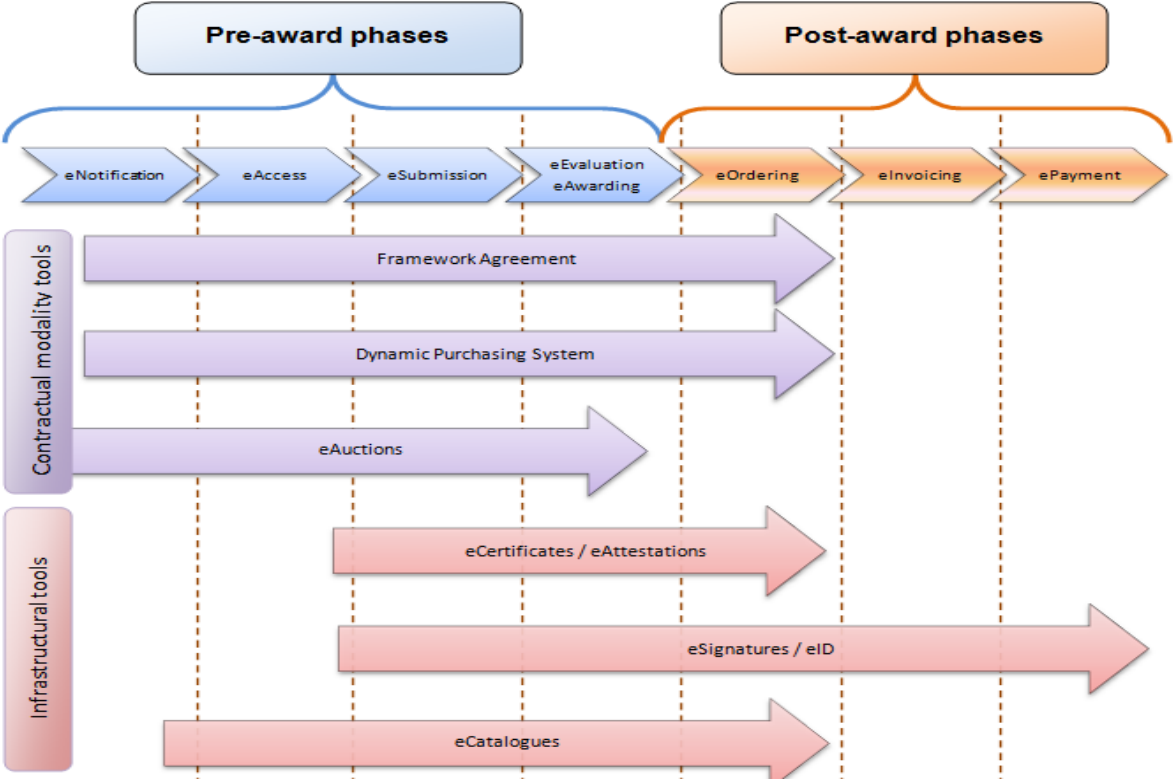 Pre-award phases
Post-award phases
eNotification
eAccess
eSubmission
eEvaluation
eAwarding
eOrdering
eInvoicing
ePayment
Contractual modality tools
Framework Agreement
Dynamic Purchasing System
eAuctions
Infrastructural tools
eCertificates / eAttestations
eSignatures / eID
eCatalogues